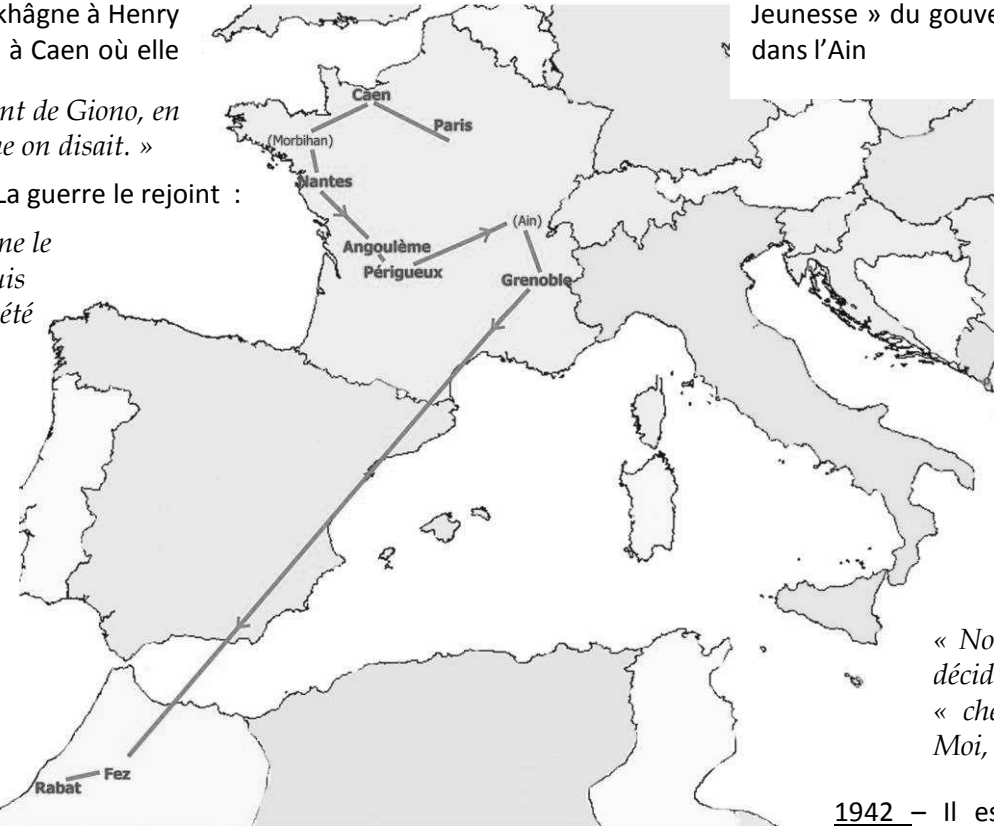 khâgne à Henry
à Caen où elle
nt de Giono, en
on disait. »
La guerre le rejoint :
ne le
uis
été
Jeunesse » du gouve
dans l'Ain
Caen
Paris
(Morbihan)
Nantes
Angoulême
Périgueux
(Ain)
Grenoble
Fez
Rabat
« No
décid
« che
Moi,
1942 – Il es